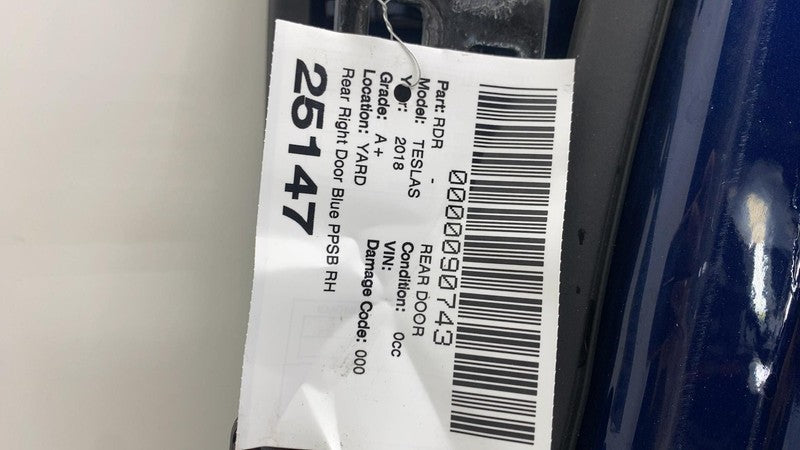 0000090743
Part: RDR - REAR DOOR
Model: TESLAS Condition: 0cc
Year: 2018 VIN:
Grade: A+ Damage Code: 000
Location: YARD
Rear Right Door Blue PPSB RH
25147